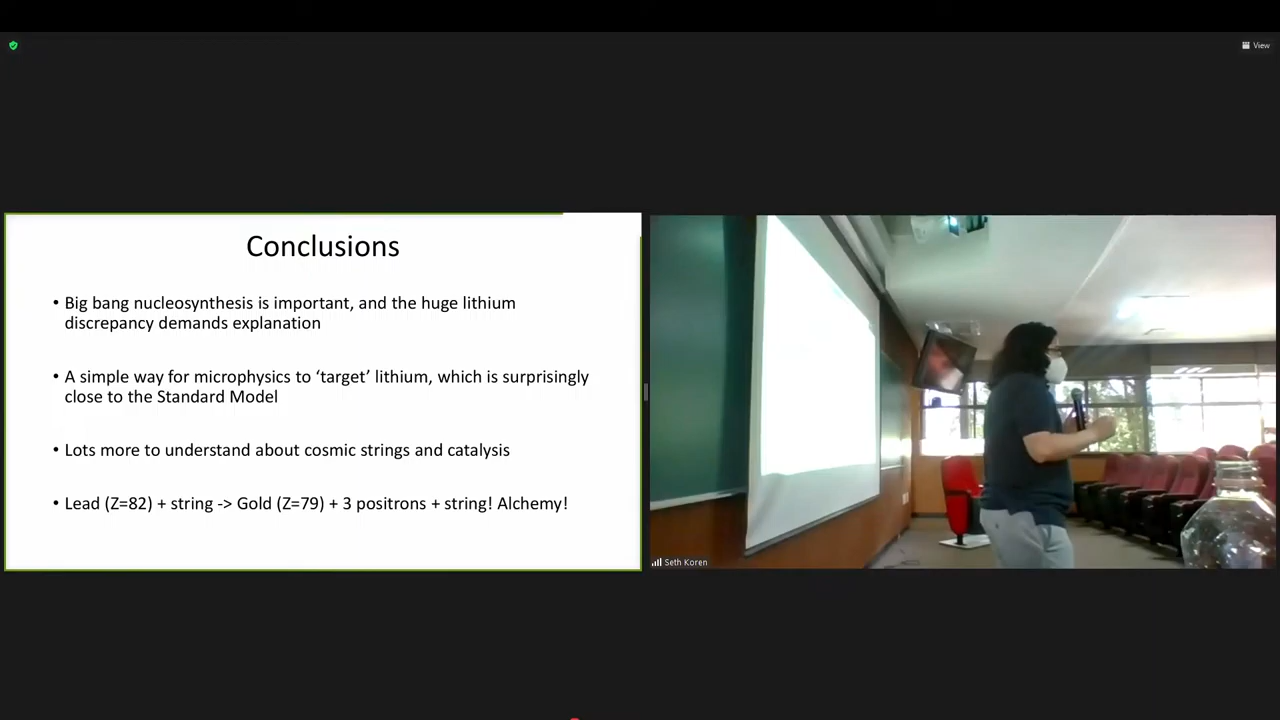 View
Conclusions
• Big bang nucleosynthesis is important, and the huge lithium
discrepancy demands explanation
• A simple way for microphysics to ‘target’ lithium, which is surprisingly
close to the Standard Model
• Lots more to understand about cosmic strings and catalysis
• Lead (Z=82) + string -> Gold (Z=79) + 3 positrons + string! Alchemy!
Seth Koren